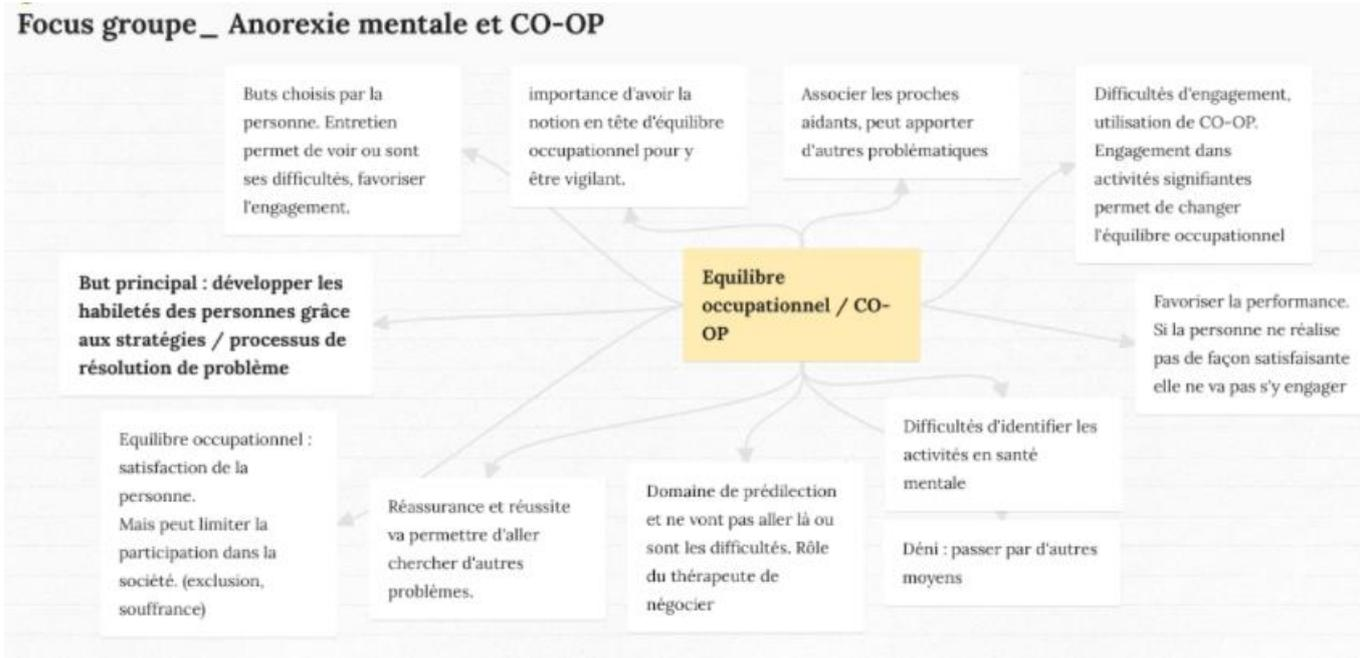 Focus groupe_ Anorexie mentale et CO-OP
Buts choisis par la
personne. Entretien
permet de voir ou sont
ses difficultés, favoriser
l'engagement.
importance d'avoir la
notion en tête d'équilibre
occupationnel pour y
être vigilant.
Associer les proches
aidants, peut apporter
d'autres problématiques
Difficultés d'engagement,
utilisation de CO-OP.
Engagement dans
activités signifiantes
permet de changer
l'équilibre occupationnel
But principal : développer les
habiletés des personnes grâce
aux stratégies / processus de
résolution de problème
Equilibre
occupationnel / CO-
OP
Favoriser la performance.
Si la personne ne réalise
pas de façon satisfaisante
elle ne va pas s'y engager
Equilibre occupationnel :
satisfaction de la
personne.
Mais peut limiter la
participation dans la
société. (exclusion,
souffrance)
Réassurance et réussite
va permettre d'aller
chercher d'autres
problèmes.
Domaine de prédilection
et ne vont pas aller là ou
sont les difficultés. Rôle
du thérapeute de
négocier
Difficultés d'identifier les
activités en santé
mentale
Déni : passer par d'autres
moyens